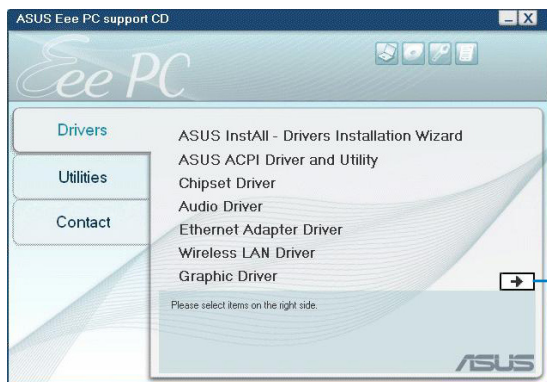 ASUS Eee PC support CD
Eee PC
Drivers
Utilities
Contact
ASUS InstAll - Drivers Installation Wizard
ASUS ACPI Driver and Utility
Chipset Driver
Audio Driver
Ethernet Adapter Driver
Wireless LAN Driver
Graphic Driver
Please select items on the right side.
ASUS